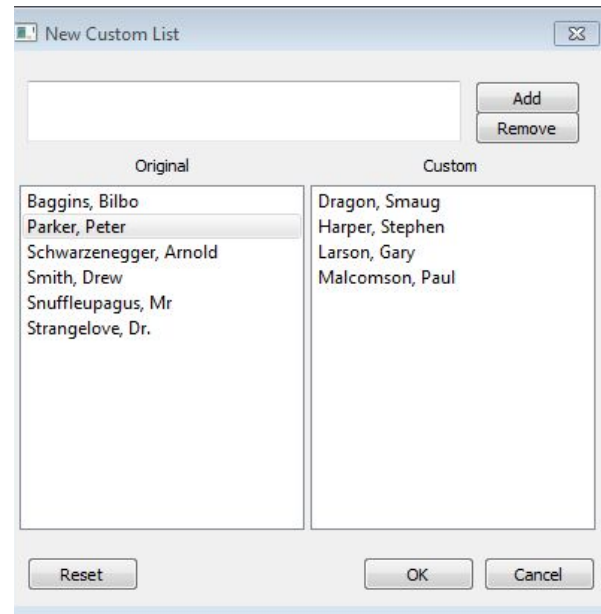 New Custom List
Add
Remove
Original
Custom
Baggins, Bilbo
Parker, Peter
Schwarzenegger, Arnold
Smith, Drew
Snuffleupagus, Mr
Strangelove, Dr.
Dragon, Smaug
Harper, Stephen
Larson, Gary
Malcomson, Paul
Reset
OK
Cancel